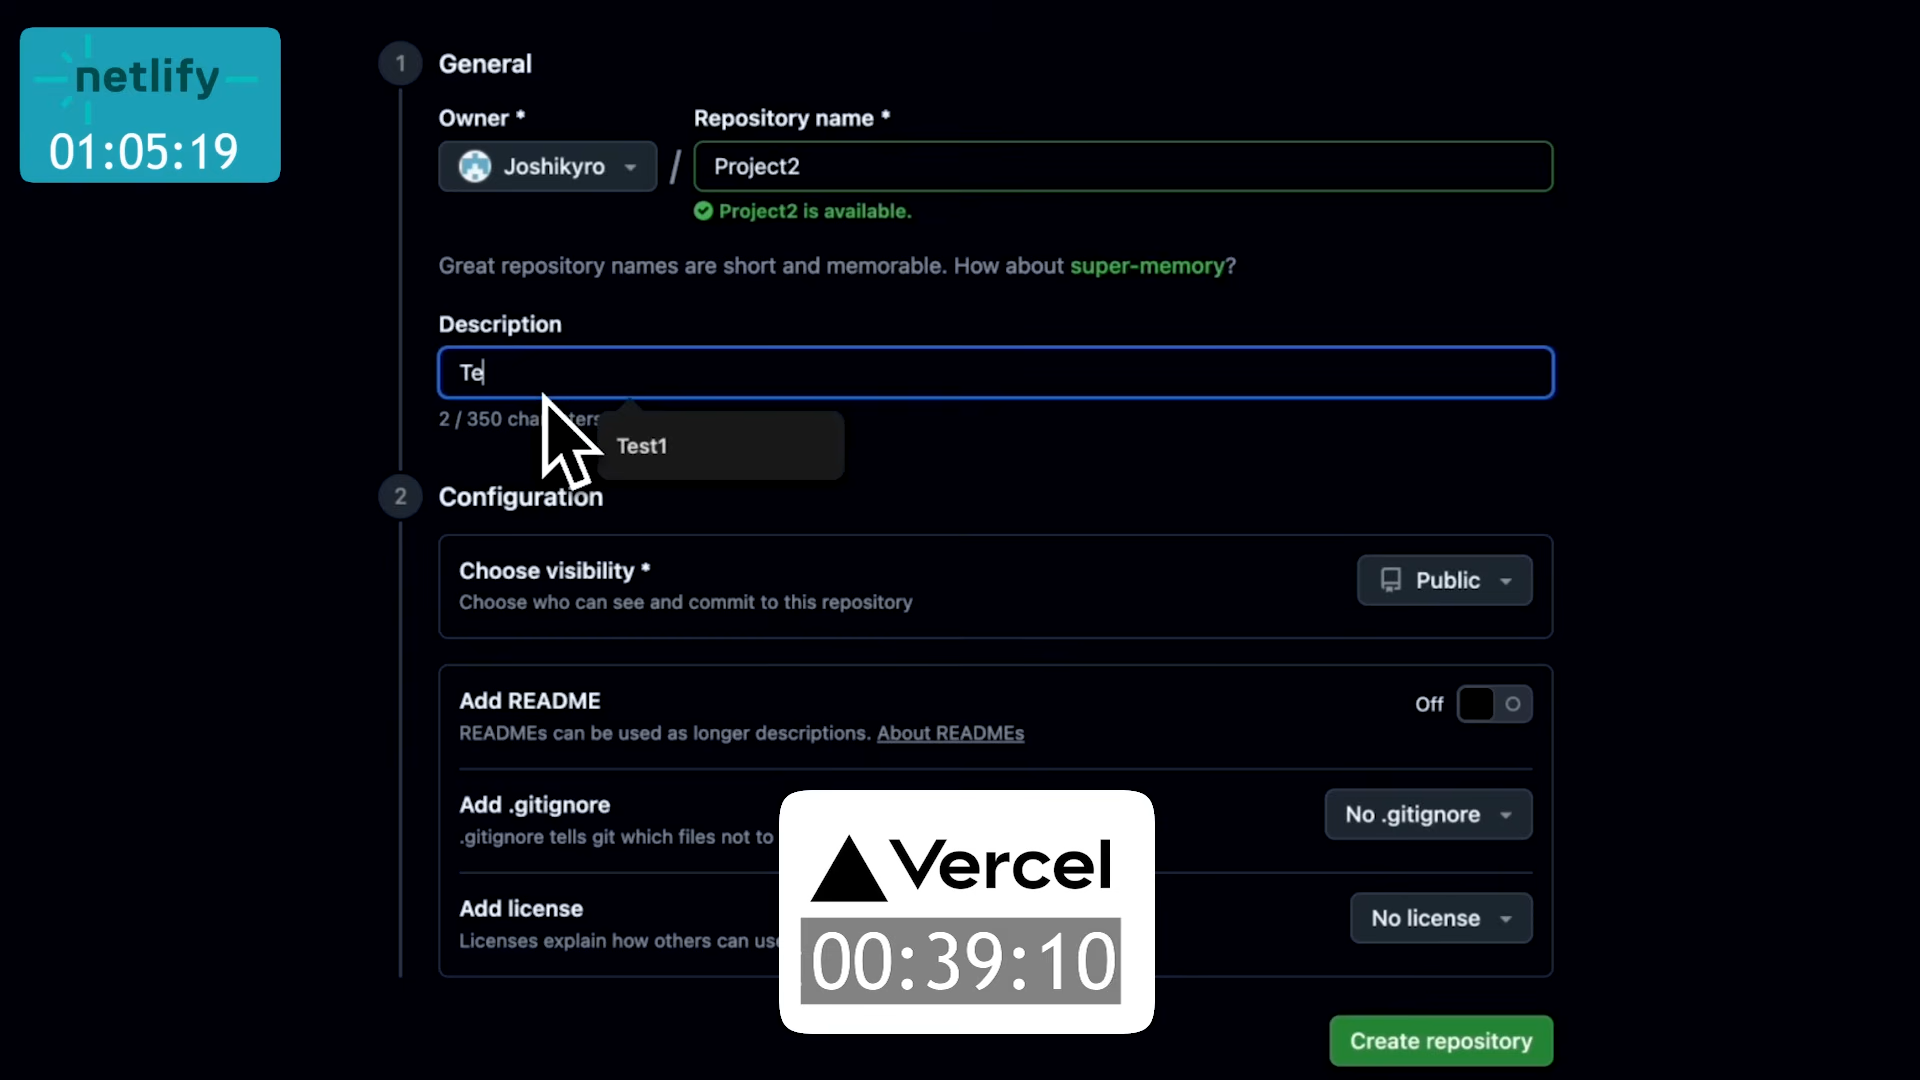 netlify
01:05:19
1
General
Owner *
Repository name *
Joshikyro
/
Project2
Project2 is available.
Great repository names are short and memorable. How about super-memory?
Description
Te
2 / 350
Test1
2
Configuration
Choose visibility *
Choose who can see and commit to this repository
Public
Add README
READMEs can be used as longer descriptions. About READMEs
Off
Add .gitignore
.gitignore tells git which files not to
No .gitignore
Add license
Licenses explain how others can
No license
Vercel
00:39:10
Create repository